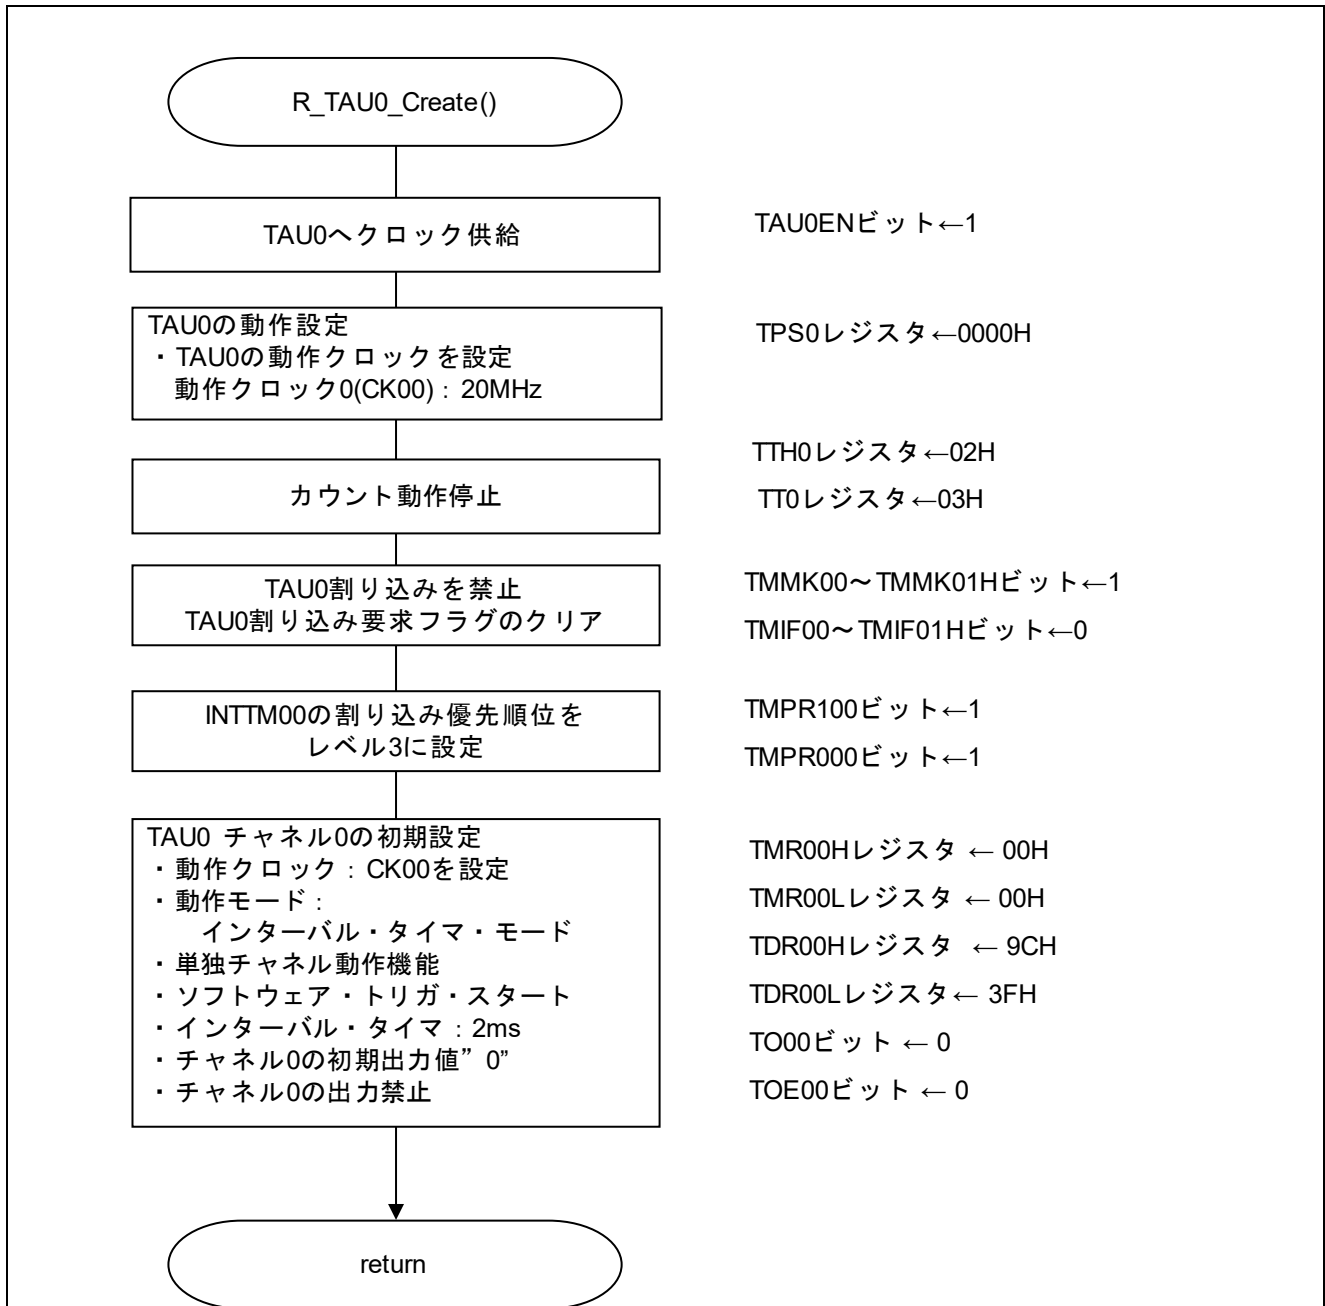 R_TAU0_Create()
TAU0へクロック供給
TAU0ENビット←1
TAU0の動作設定
・TAU0の動作クロックを設定
動作クロック0(CK00)：20MHz
TPS0レジスタ←0000H
カウント動作停止
TTH0レジスタ←02H
TT0レジスタ←03H
TAU0割り込みを禁止
TAU0割り込み要求フラグのクリア
TMMK00～TMMK01Hビット←1
TMIF00～TMIF01Hビット←0
INTTM00の割り込み優先順位を
レベル3に設定
TMPR100ビット←1
TMPR000ビット←1
TAU0 チャネル0の初期設定
・動作クロック：CK00を設定
・動作モード：
インターバル・タイマ・モード
・単独チャネル動作機能
・ソフトウェア・トリガ・スタート
・インターバル・タイマ：2ms
・チャネル0の初期出力値”0”
・チャネル0の出力禁止
TMR00Hレジスタ ← 00H
TMR00Lレジスタ ← 00H
TDR00Hレジスタ ← 9CH
TDR00Lレジスタ← 3FH
TO00ビット ← 0
TOE00ビット ← 0
return